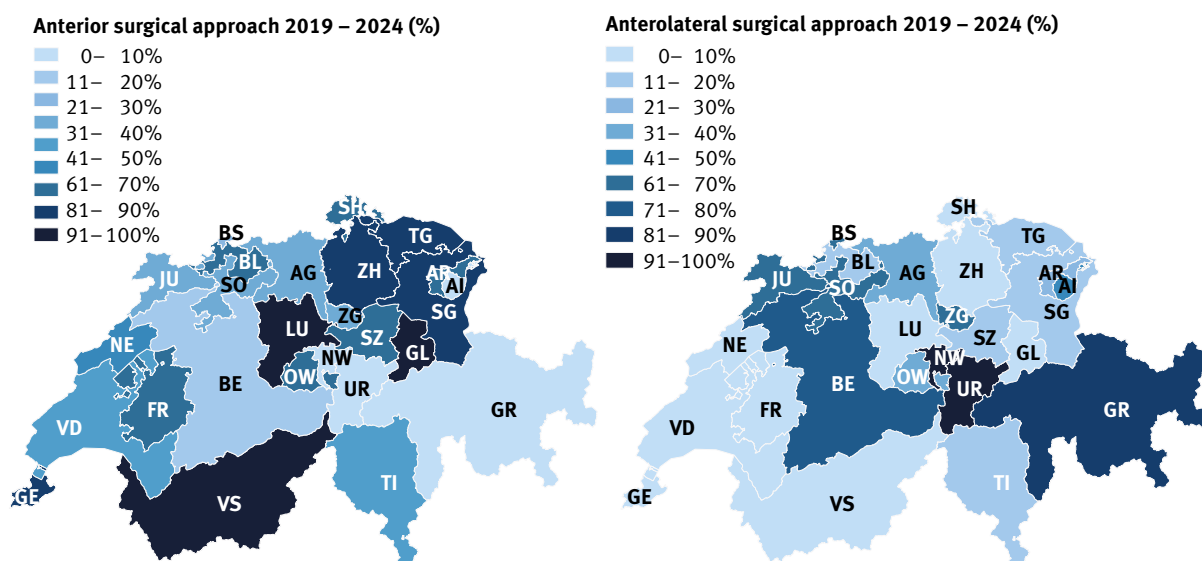 Anterior surgical approach 2019 – 2024 (%)
0– 10%
11– 20%
21– 30%
31– 40%
41– 50%
61– 70%
81– 90%
91–100%
SH
BS
TG
BL
JU
AG
ZH
AR
SO
AI
ZG
SG
LU
SZ
NE
NW
GL
OW
BE
UR
FR
GR
VD
TI
GE
VS
Anterolateral surgical approach 2019 – 2024 (%)
0– 10%
11– 20%
21– 30%
31– 40%
41– 50%
61– 70%
71– 80%
81– 90%
91–100%
SH
BS
TG
BL
JU
AG
ZH
AR
SO
AI
ZG
SG
LU
SZ
NE
NW
GL
OW
BE
UR
FR
GR
VD
TI
GE
VS